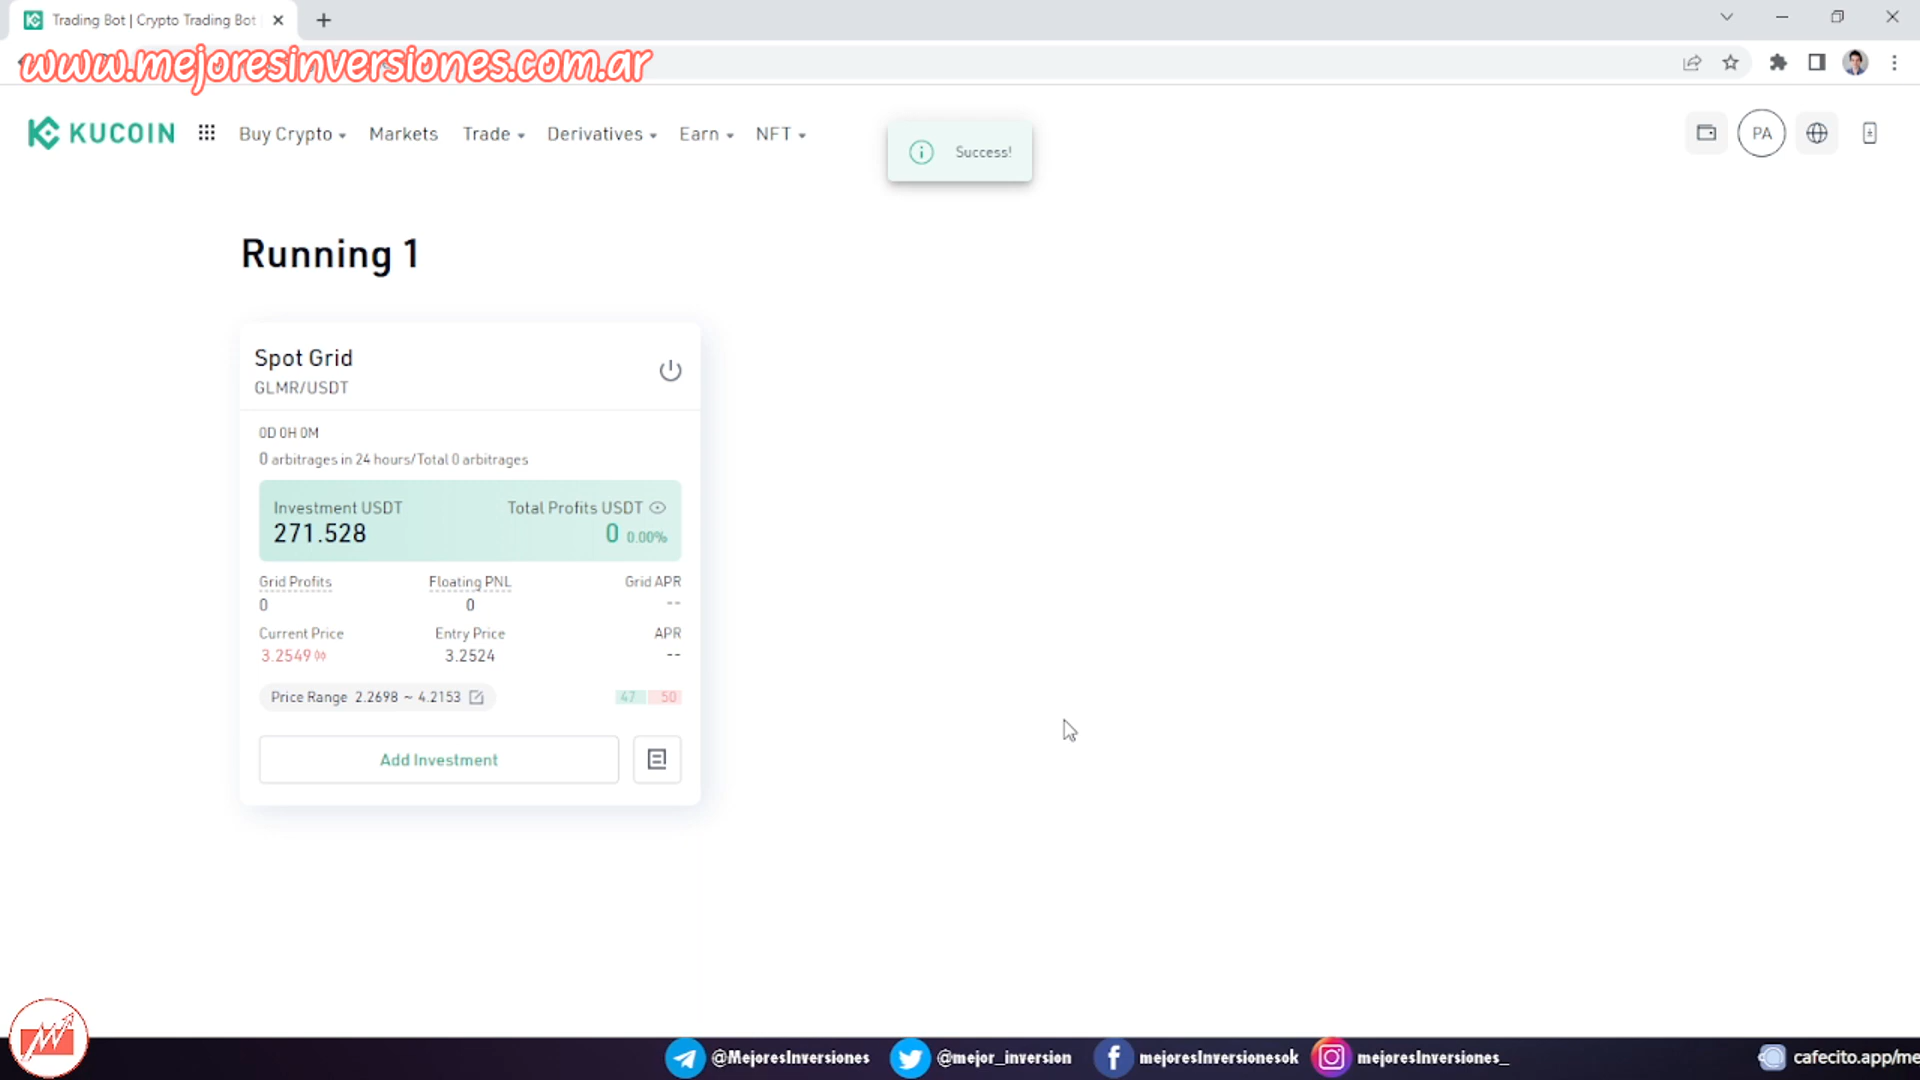 Trading Bot | Crypto Trading Bot
www.mejoresinversiones.com.ar
KUCOIN Buy Crypto Markets Trade Derivatives Earn NFT
Success!
PA
Running 1
Spot Grid
GLMR/USDT
0D 0H 0M
0 arbitrages in 24 hours/Total 0 arbitrages
Investment USDT Total Profits USDT
271.528 0 0.00%
Grid Profits Floating PNL Grid APR
0 0 --
Current Price Entry Price APR
3.2549 3.2524 --
Price Range 2.2698 ~ 4.2153 47 50
Add Investment
@MejoresInversiones @mejor_inversion mejoresInversionesok mejoresInversiones_ cafecito.app/me